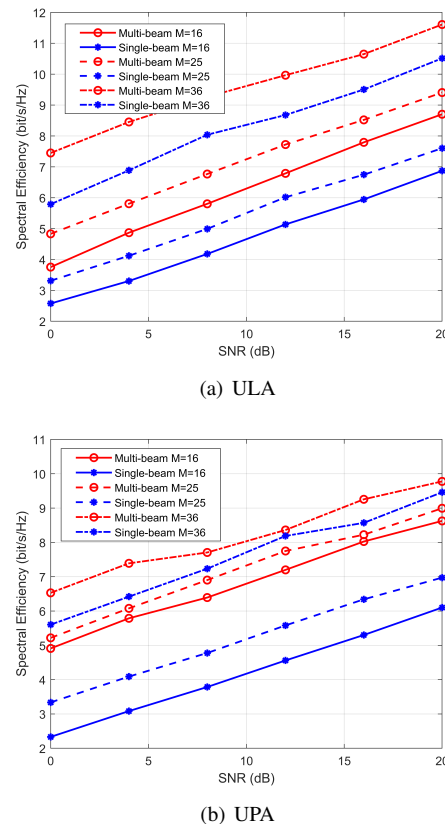 12
11
10
9
8
7
6
5
4
3
2
Spectral Efficiency (bit/s/Hz)
Multi-beam M=16
Single-beam M=16
Multi-beam M=25
Single-beam M=25
Multi-beam M=36
Single-beam M=36
0 5 10 15 20
SNR (dB)
(a) ULA
11
10
9
8
7
6
5
4
3
2
Spectral Efficiency (bit/s/Hz)
Multi-beam M=16
Single-beam M=16
Multi-beam M=25
Single-beam M=25
Multi-beam M=36
Single-beam M=36
0 5 10 15 20
SNR (dB)
(b) UPA